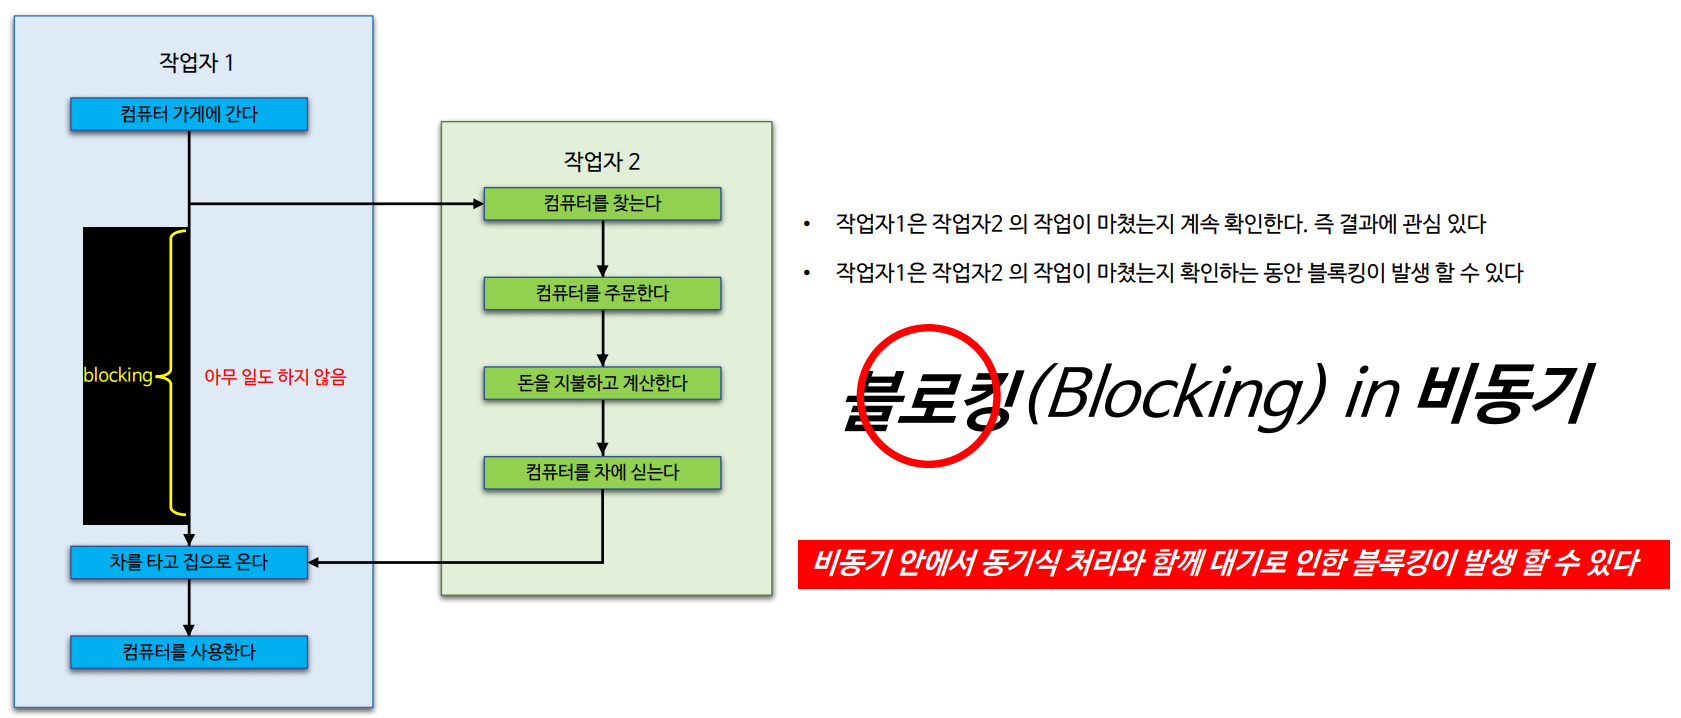 작업자 1
컴퓨터 가게에 간다
blocking
아무 일도 하지 않음
차를 타고 집으로 온다
컴퓨터를 사용한다
작업자 2
컴퓨터를 찾는다
컴퓨터를 주문한다
돈을 지불하고 계산한다
컴퓨터를 차에 싣는다
• 작업자1은 작업자2 의 작업이 마쳤는지 계속 확인한다. 즉 결과에 관심 있다
• 작업자1은 작업자2 의 작업이 마쳤는지 확인하는 동안 블록킹이 발생 할 수 있다
블로킹(Blocking) in 비동기
비동기 안에서 동기식 처리와 함께 대기로 인한 블록킹이 발생 할 수 있다